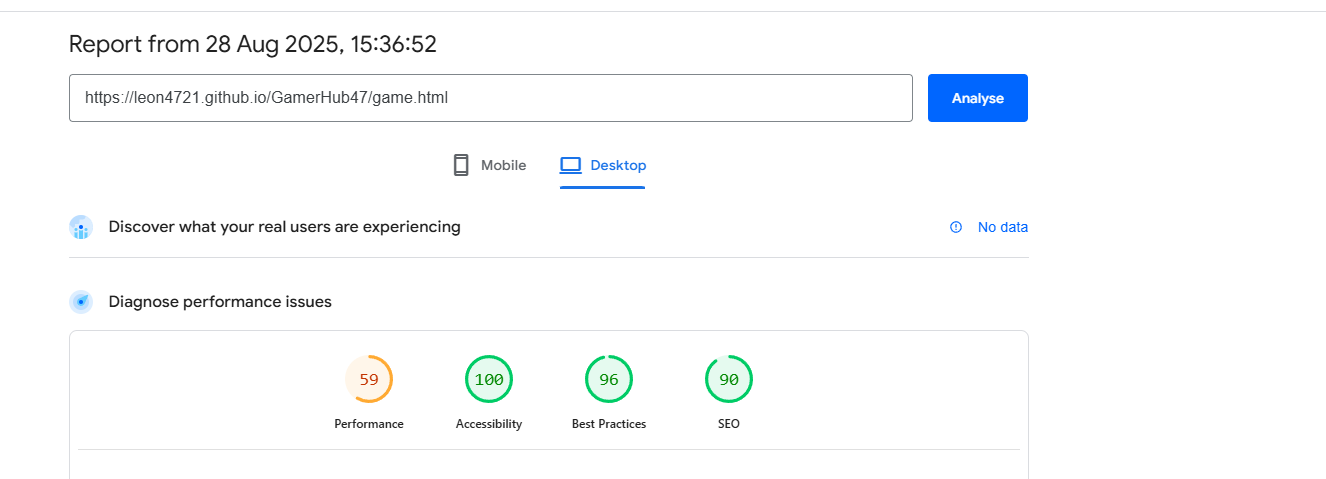 Report from 28 Aug 2025, 15:36:52
https://leon4721.github.io/GamerHub47/game.html
Analyse
Mobile
Desktop
Discover what your real users are experiencing
No data
Diagnose performance issues
59
100
96
90
Performance
Accessibility
Best Practices
SEO